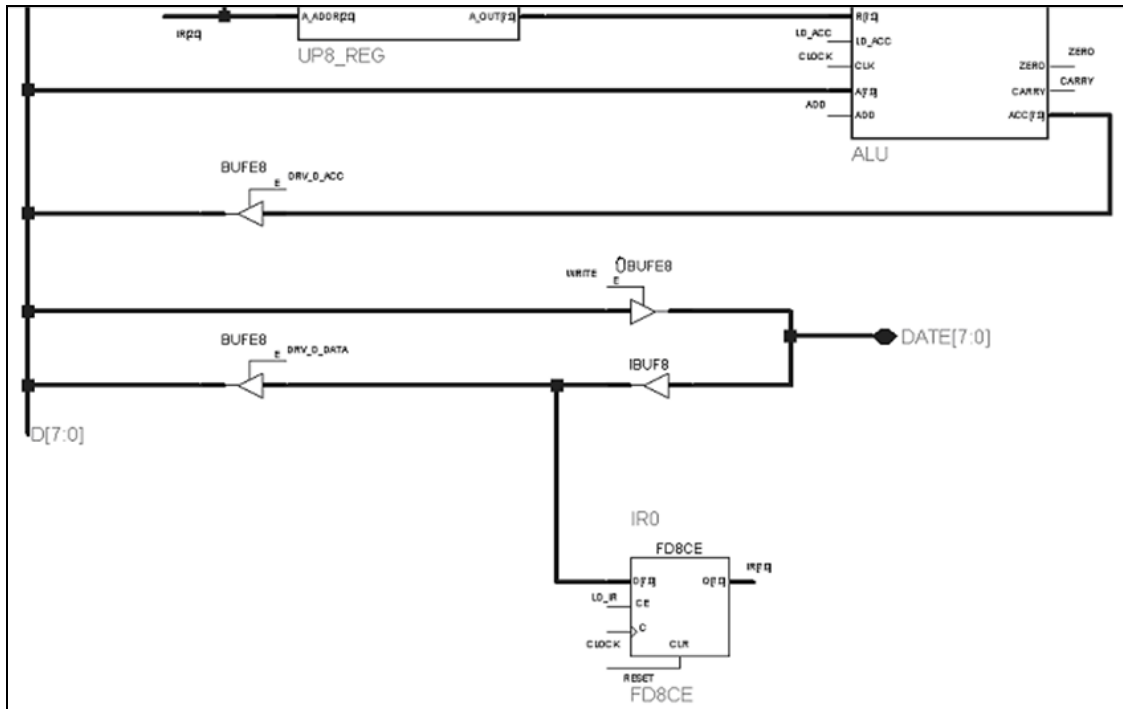 A_ADDR[2:0]
A_OUT[7:0]
R[7:0]
IR[2:0]
LD_ACC
LD_ACC
UP8_REG
CLOCK
CLK
ZERO
ZERO
CARRY
CARRY
A[7:0]
ADD
ADD
ACC[7:0]
ALU
BUFE8
DRV_D_ACC
E
OBUFE8
WRITE
E
BUFE8
DRV_D_DATA
E
IBUF8
DATE[7:0]
D[7:0]
IR0
FD8CE
D[7:0]
Q[7:0]
IR[7:0]
LD_IR
CE
C
CLOCK
CLR
RESET
FD8CE